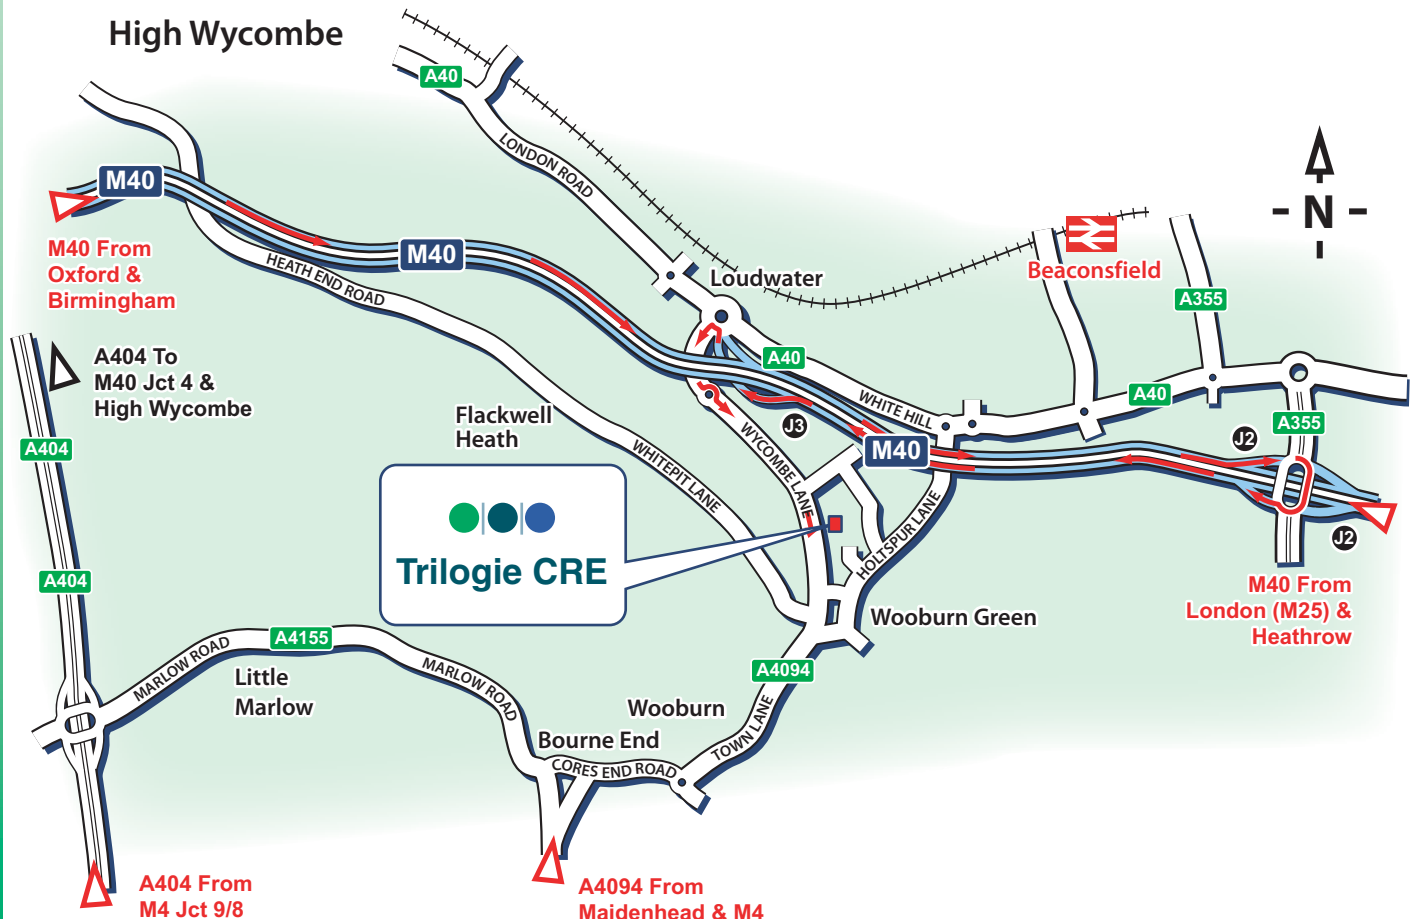 High Wycombe
A40
LONDON ROAD
M40
M40 From
Oxford &
Birmingham
M40
HEATH END ROAD
Loudwater
Beaconsfield
N
A355
A404 To
M40 Jct 4 &
High Wycombe
A404
A40
WHITE HILL
A40
A355
J3
J2
M40
Flackwell
Heath
WHITEPIT LANE
WYCOMBE LANE
HOLTSPUR LANE
J2
Trilogie CRE
A404
M40 From
London (M25) &
Heathrow
Wooburn Green
MARLOW ROAD
A4155
MARLOW ROAD
Little
Marlow
A4094
Wooburn
TOWN LANE
Bourne End
CORES END ROAD
A404 From
M4 Jct 9/8
A4094 From
Maidenhead & M4